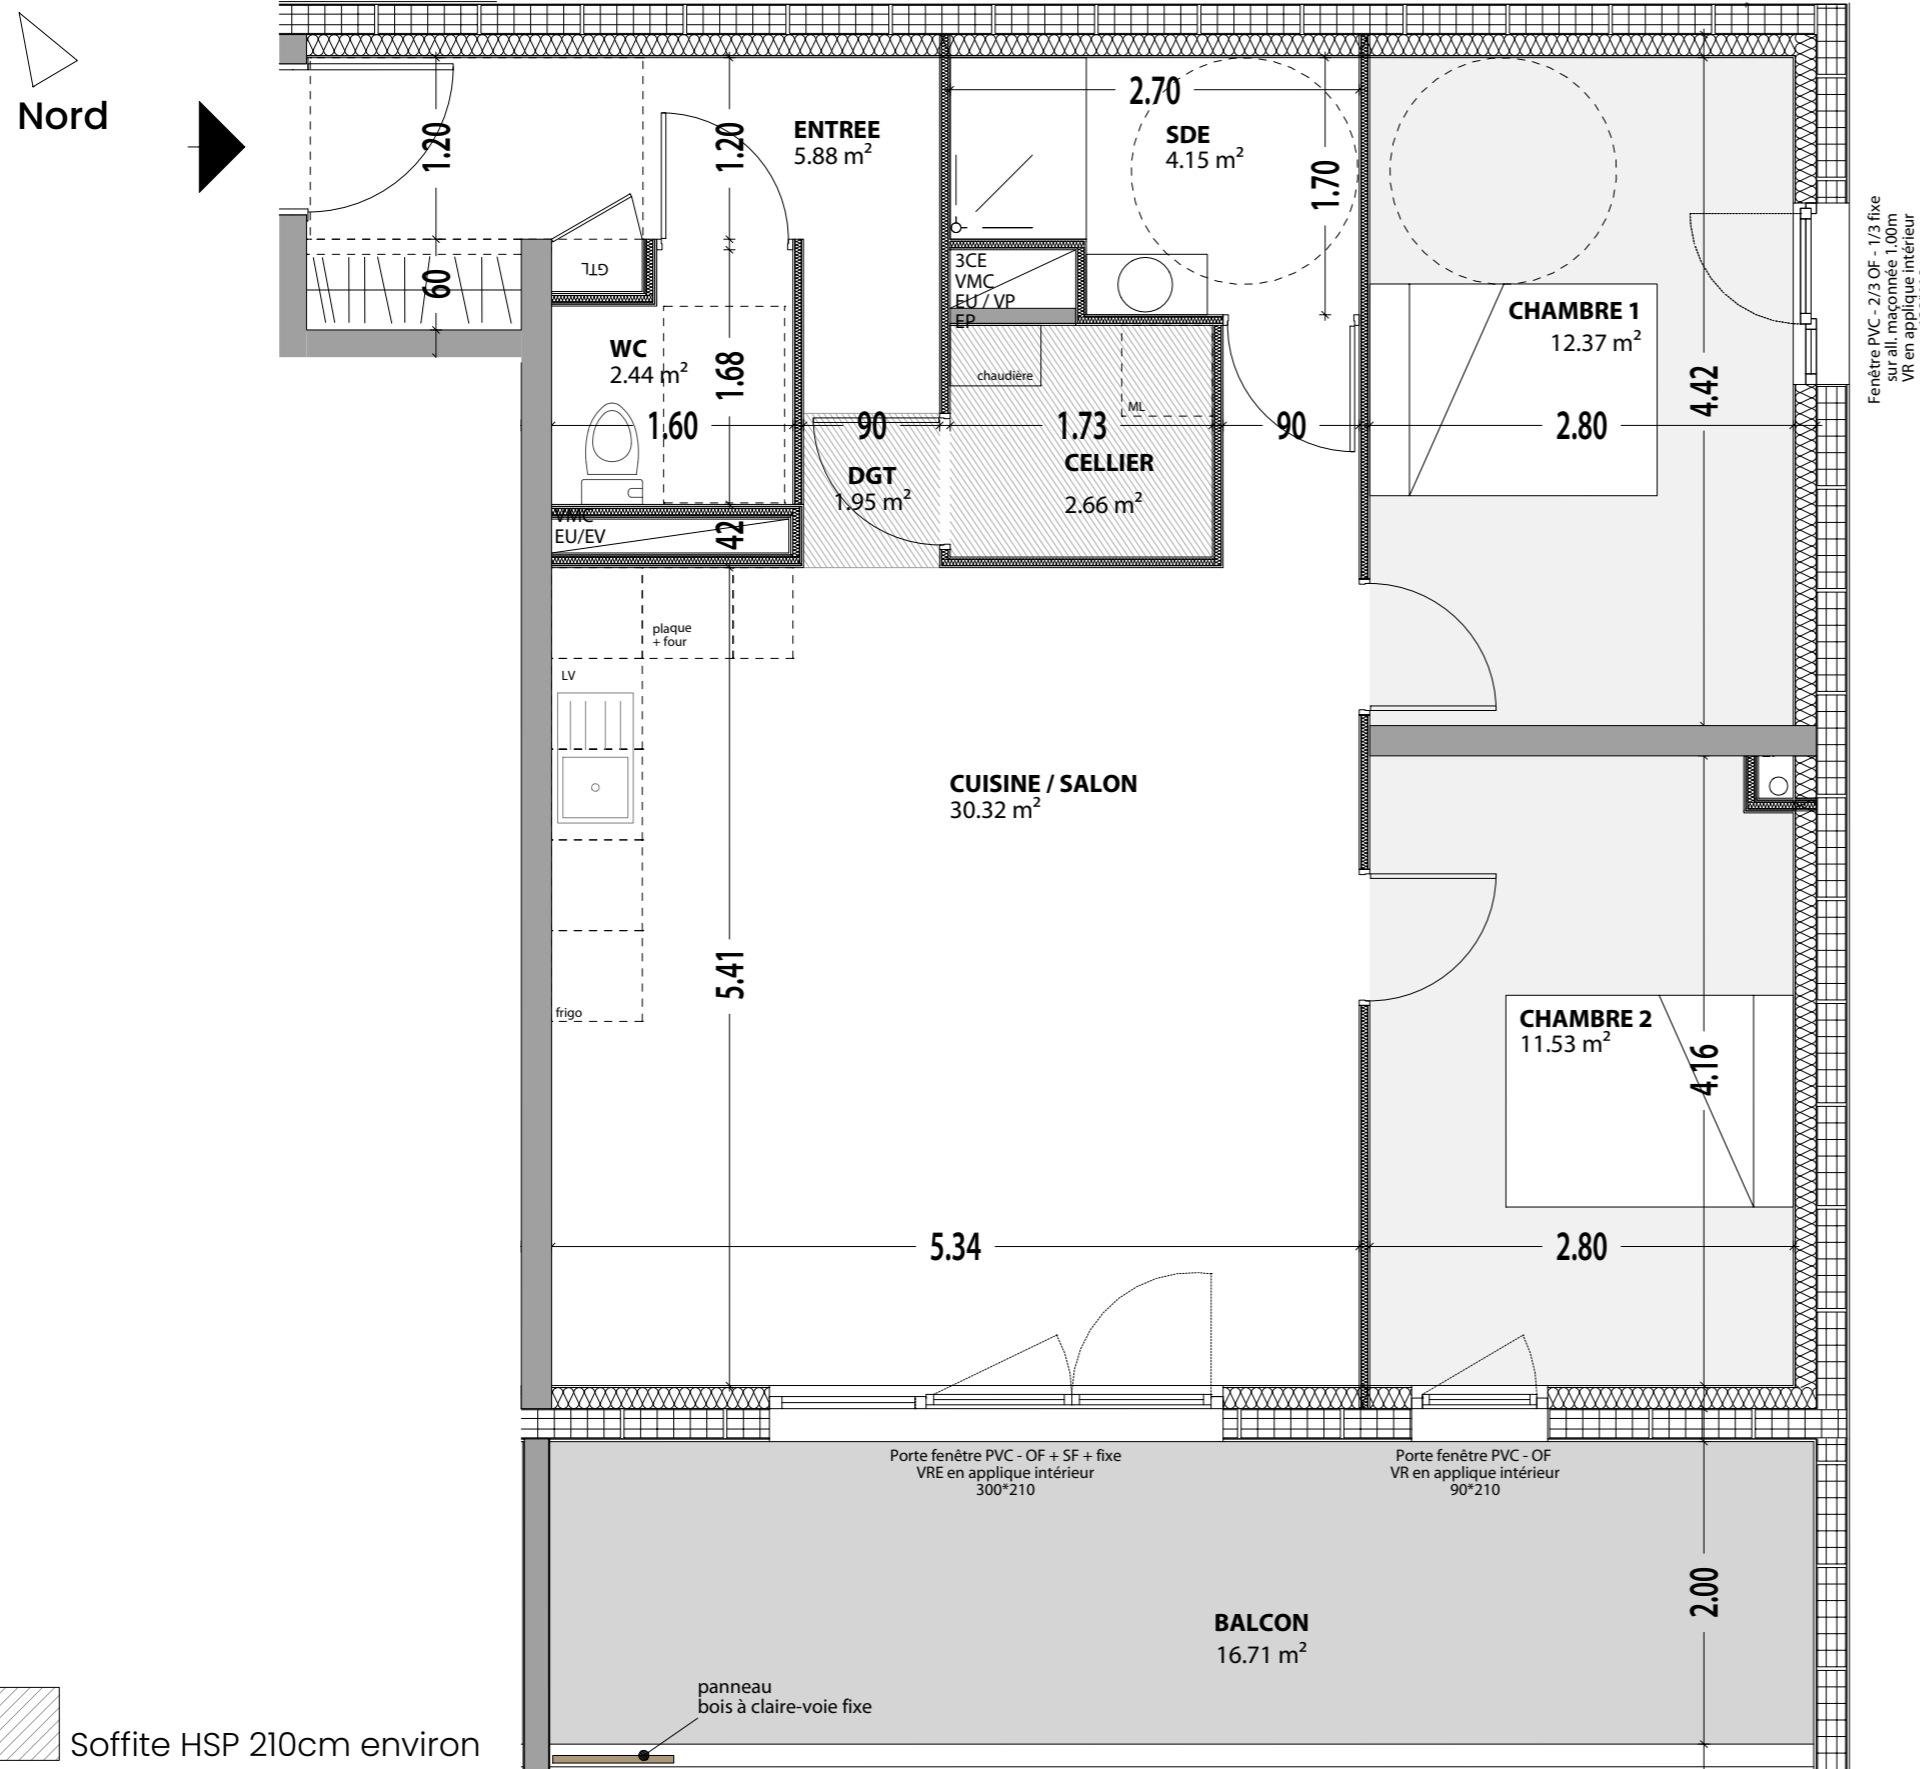 Nord
1.20
1.20
ENTREE
5.88 m²
2.70
SDE
4.15 m²
1.70
60
GTL
3CE
VMC
EU / VP
EP
CHAMBRE 1
12.37 m²
Fenêtre PVC - 2/3 OF - 1/3 fixe
sur all. maçonnée 1.00m
VR en applique intérieur
WC
2.44 m²
1.68
chaudière
ML
4.42
1.60
90
1.73
90
2.80
CELLIER
2.66 m²
DGT
1.95 m²
VMC
EU/EV
42
plaque
+ four
LV
CUISINE / SALON
30.32 m²
5.41
frigo
CHAMBRE 2
11.53 m²
4.16
5.34
2.80
Porte fenêtre PVC - OF + SF + fixe
VRE en applique intérieur
300*210
Porte fenêtre PVC - OF
VR en applique intérieur
90*210
2.00
BALCON
16.71 m²
panneau
bois à claire-voie fixe
Soffite HSP 210cm environ